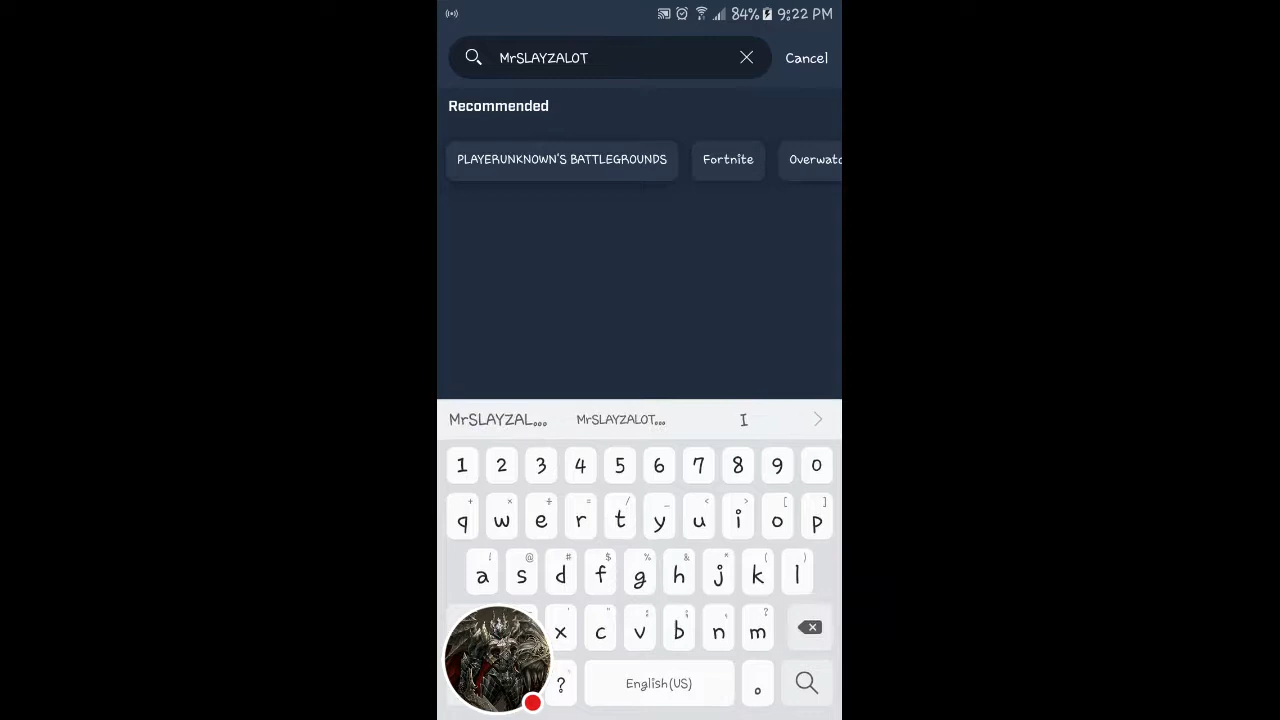 84% 9:22 PM
MrSLAYZALOT Cancel
Recommended
PLAYERUNKNOWN'S BATTLEGROUNDS Fortnite Overwatc
MrSLAYZAL... MrSLAYZALOT... I
1 2 3 4 5 6 7 8 9 0
+ × ÷ = / _ < > [ ]
q w e r t y u i o p
! @ # $ % & * ( )
a s d f g h j k l
- ' " : ; , ?
x c v b n m
? English(US) .